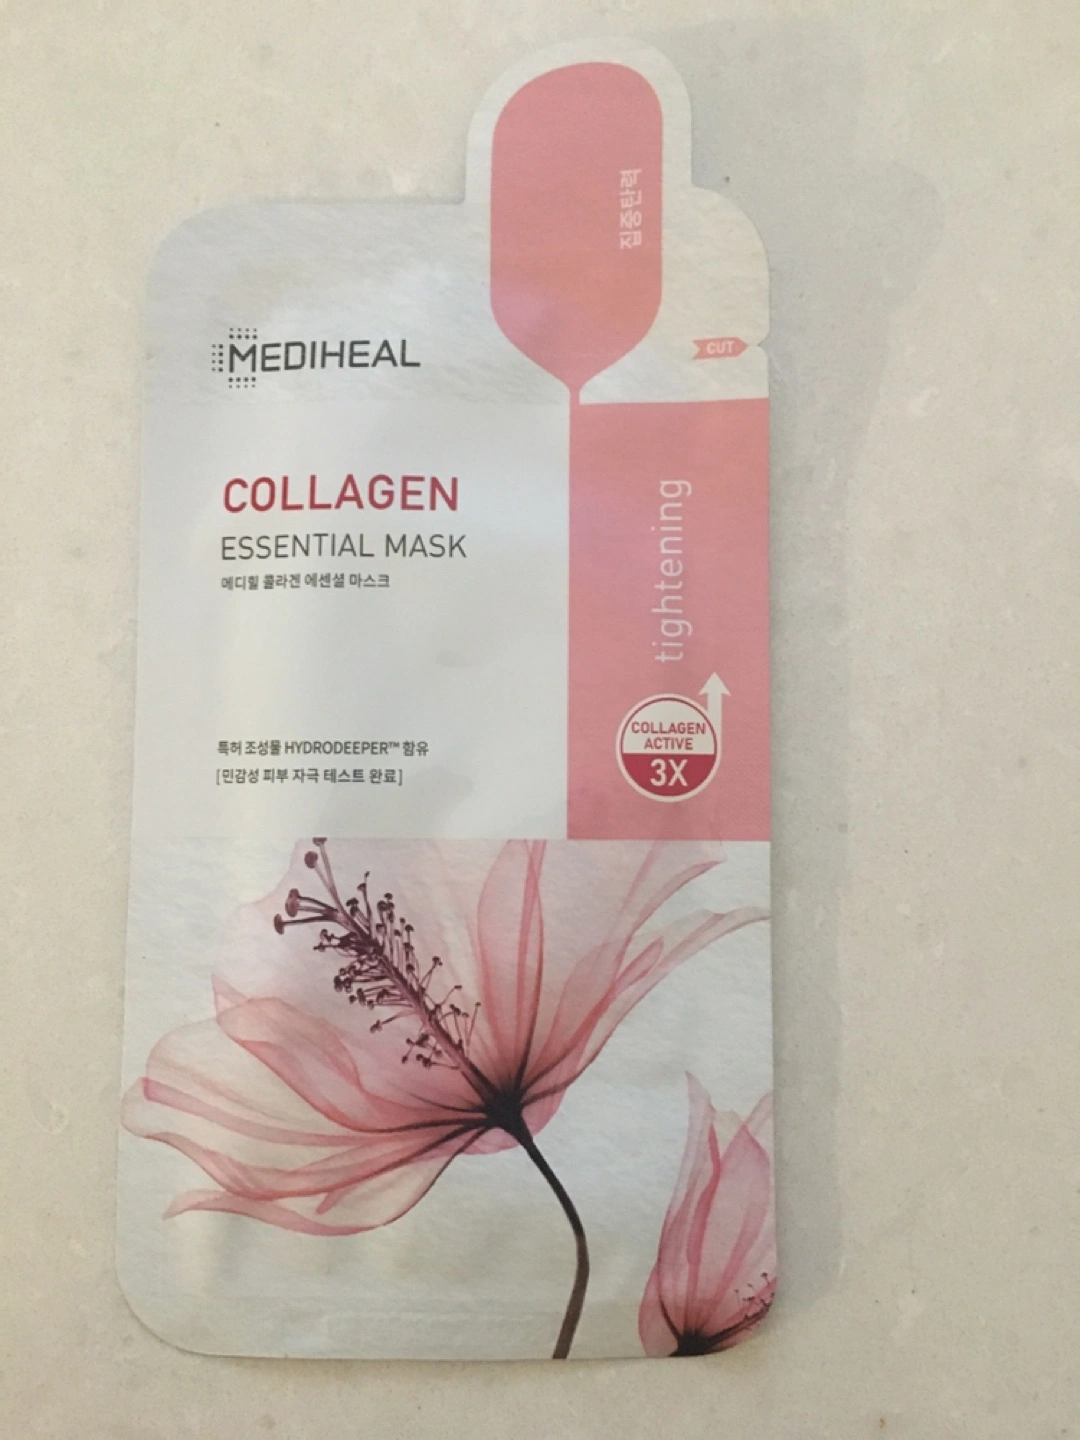 집중탄력
MEDIHEAL
CUT
COLLAGEN
ESSENTIAL MASK
메디힐 콜라겐 에센셜 마스크
tightening
COLLAGEN
ACTIVE
3X
특허 조성물 HYDRODEEPER™ 함유
[민감성 피부 자극 테스트 완료]